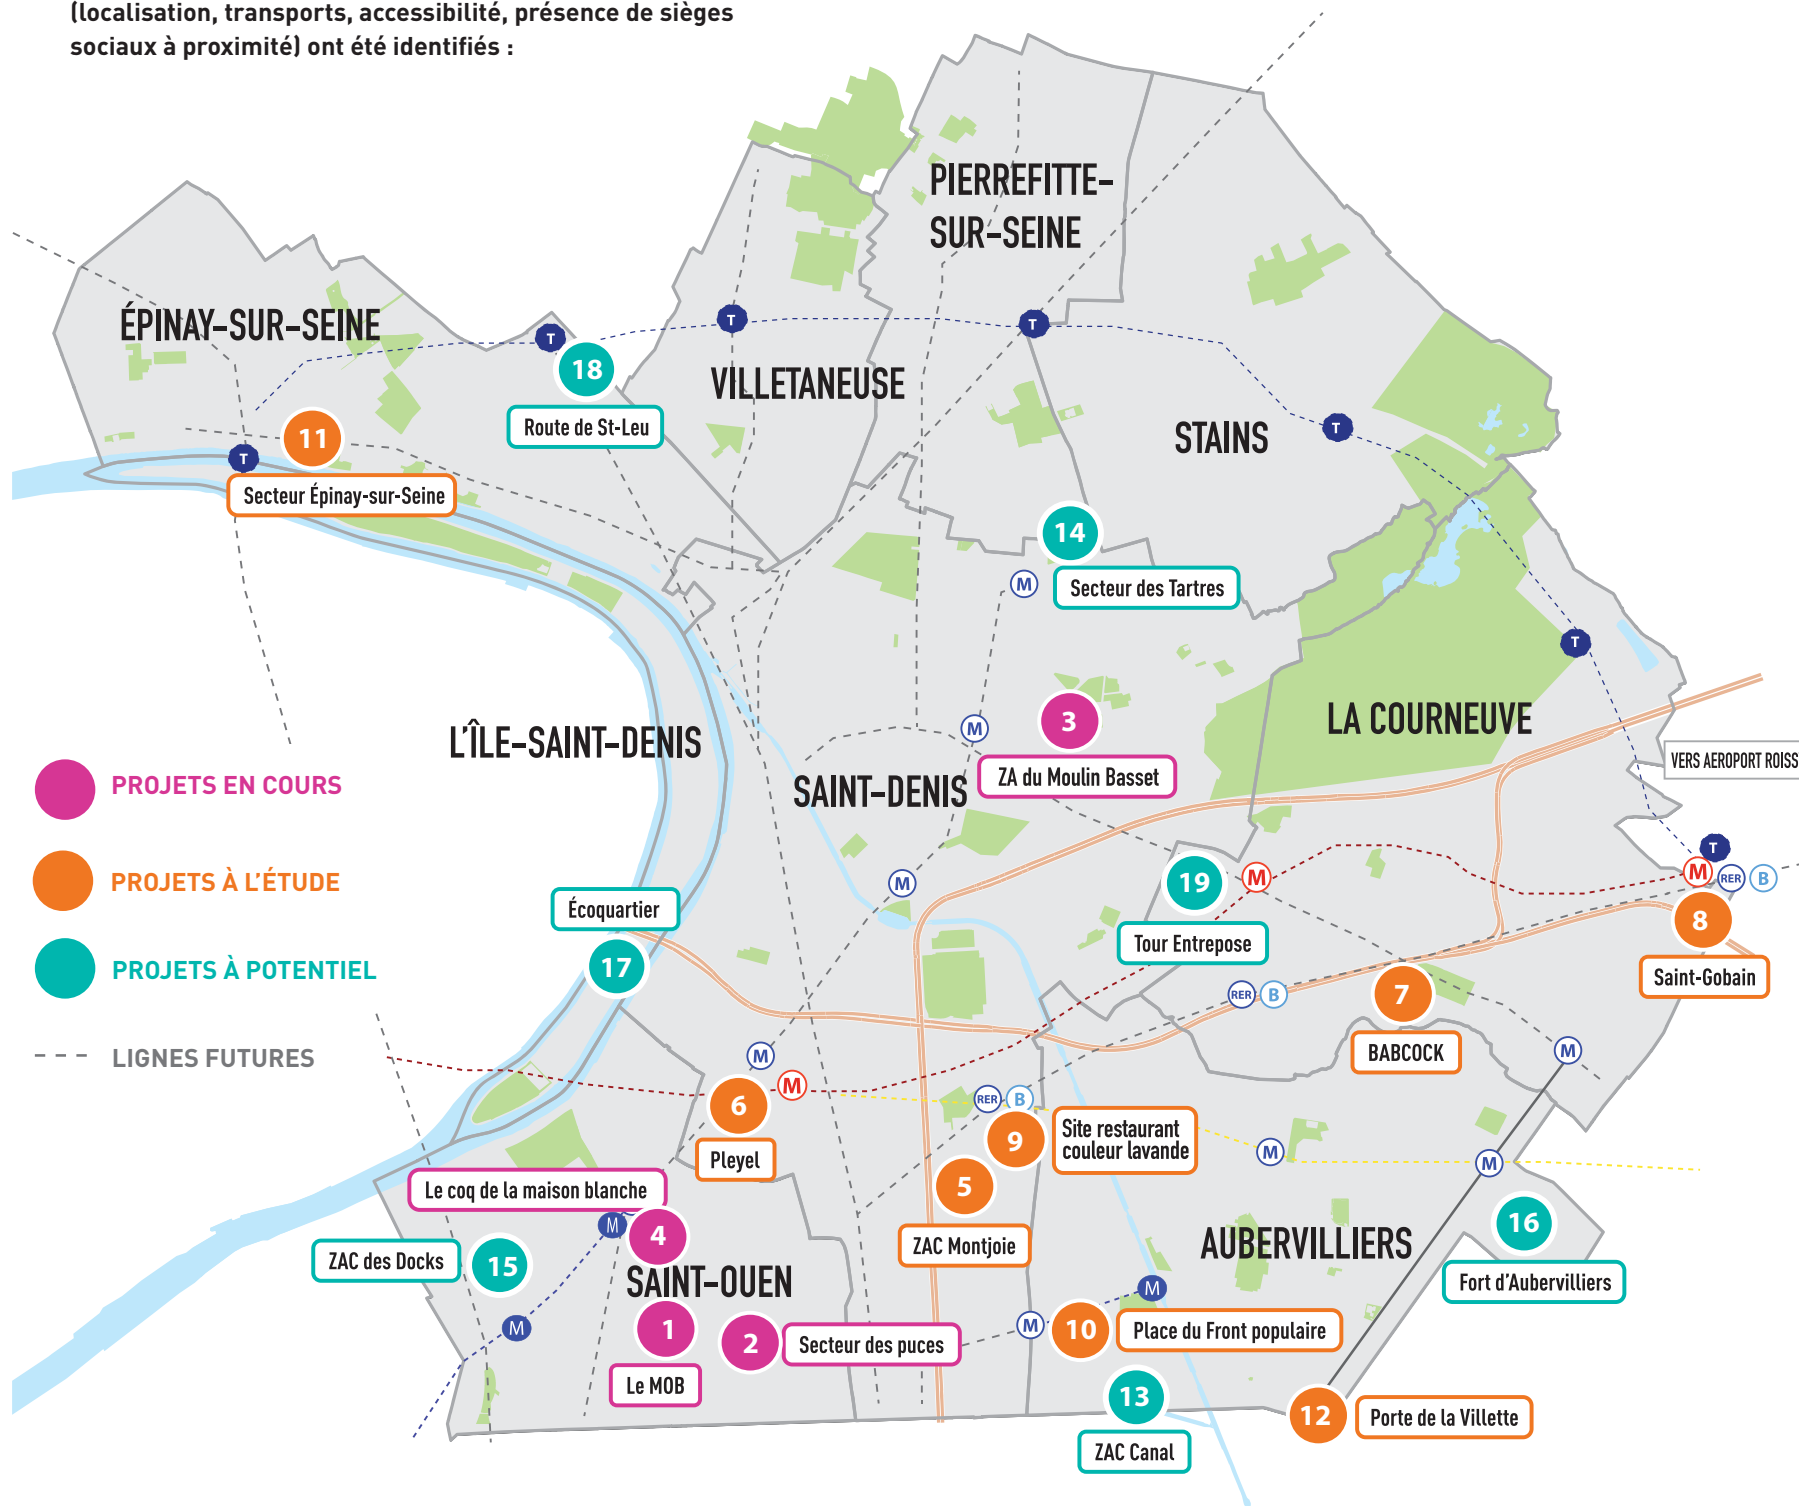 (localisation, transports, accessibilité, présence de sièges
sociaux à proximité) ont été identifiés :
PIERREFITTE-
SUR-SEINE
ÉPINAY-SUR-SEINE
T
T
T
18
VILLETANEUSE
Route de St-Leu
11
T
STAINS
T
Secteur Épinay-sur-Seine
14
M
Secteur des Tartres
T
L'ÎLE-SAINT-DENIS
M
3
LA COURNEUVE
SAINT-DENIS
ZA du Moulin Basset
VERS AEROPORT ROISS
PROJETS EN COURS
PROJETS À L'ÉTUDE
PROJETS À POTENTIEL
LIGNES FUTURES
M
19
M
Tour Entrepose
T
M
RER
B
8
Saint-Gobain
Écoquartier
17
RER
B
7
BABCOCK
M
M
M
6
Pleyel
RER
B
9
Site restaurant
couleur lavande
M
M
5
ZAC Montjoie
Le coq de la maison blanche
M
4
ZAC des Docks
15
SAINT-OUEN
AUBERVILLIERS
16
Fort d'Aubervilliers
M
1
Le MOB
2
Secteur des puces
M
10
M
Place du Front populaire
13
ZAC Canal
12
Porte de la Villette